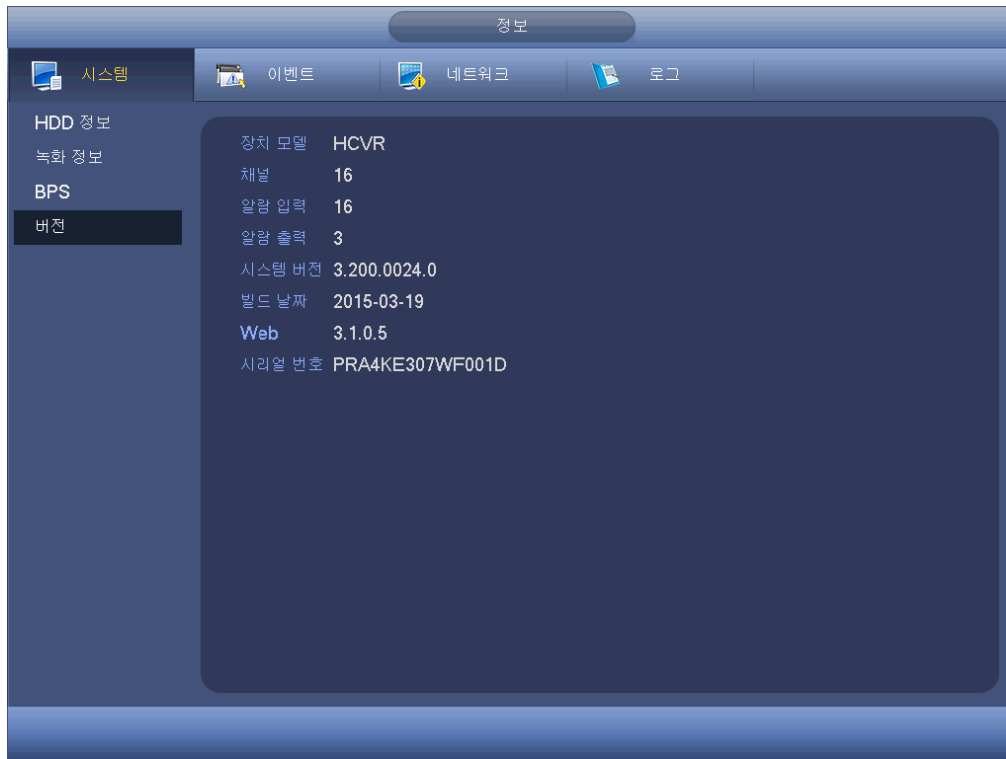 정보
시스템 이벤트 네트워크 로그
HDD 정보
녹화 정보
BPS
버전
장치 모델 HCVR
채널 16
알람 입력 16
알람 출력 3
시스템 버전 3.200.0024.0
빌드 날짜 2015-03-19
Web 3.1.0.5
시리얼 번호 PRA4KE307WF001D